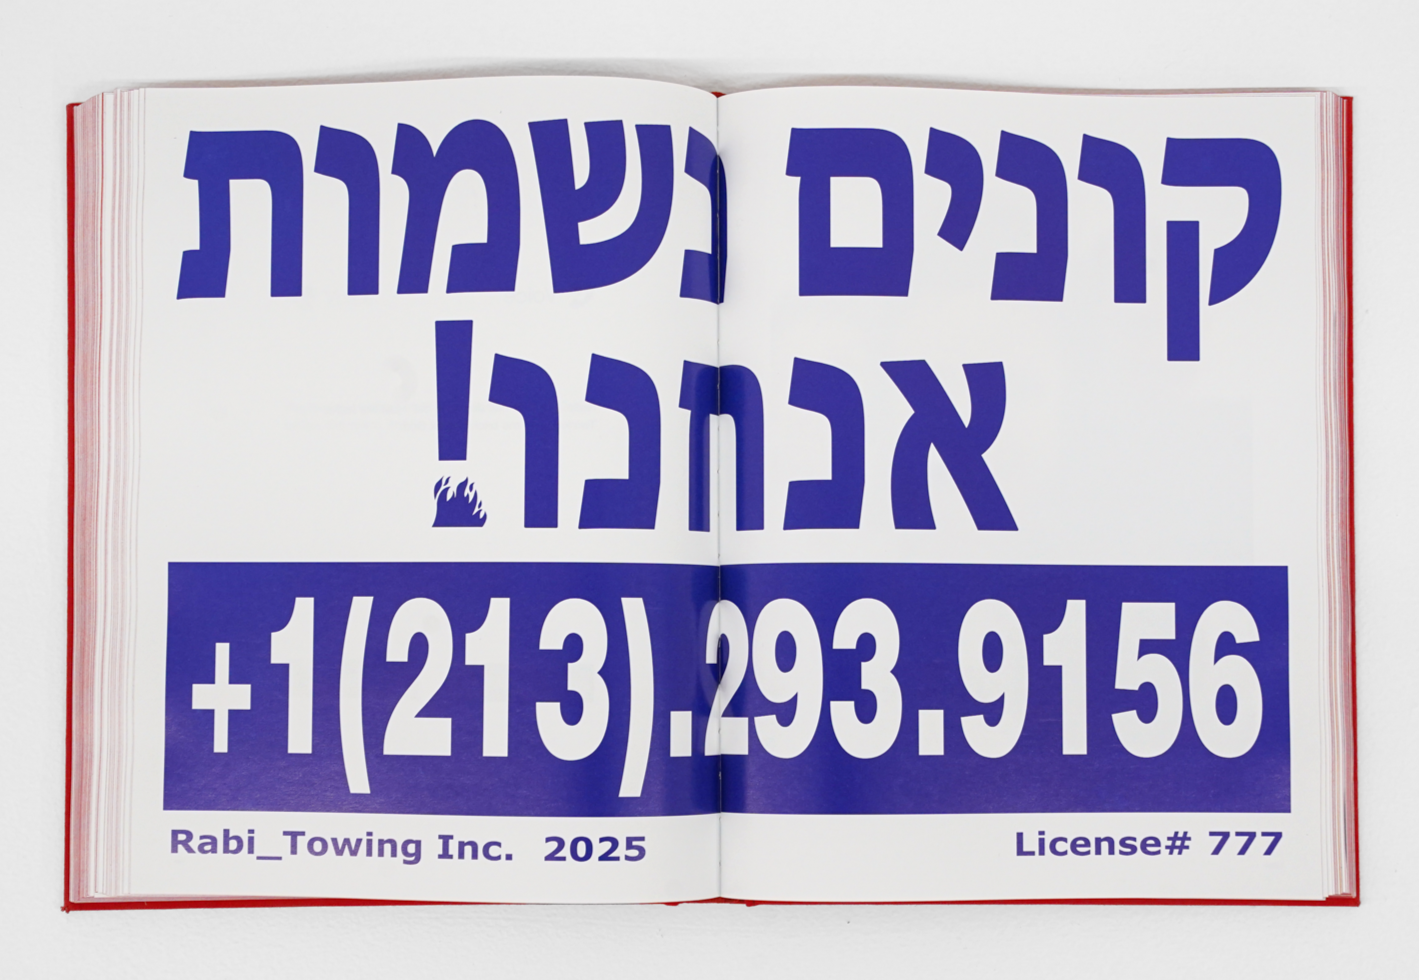 קונים נשמות
אנחנו!
+1(213).293.9156
Rabi_Towing Inc. 2025
License# 777